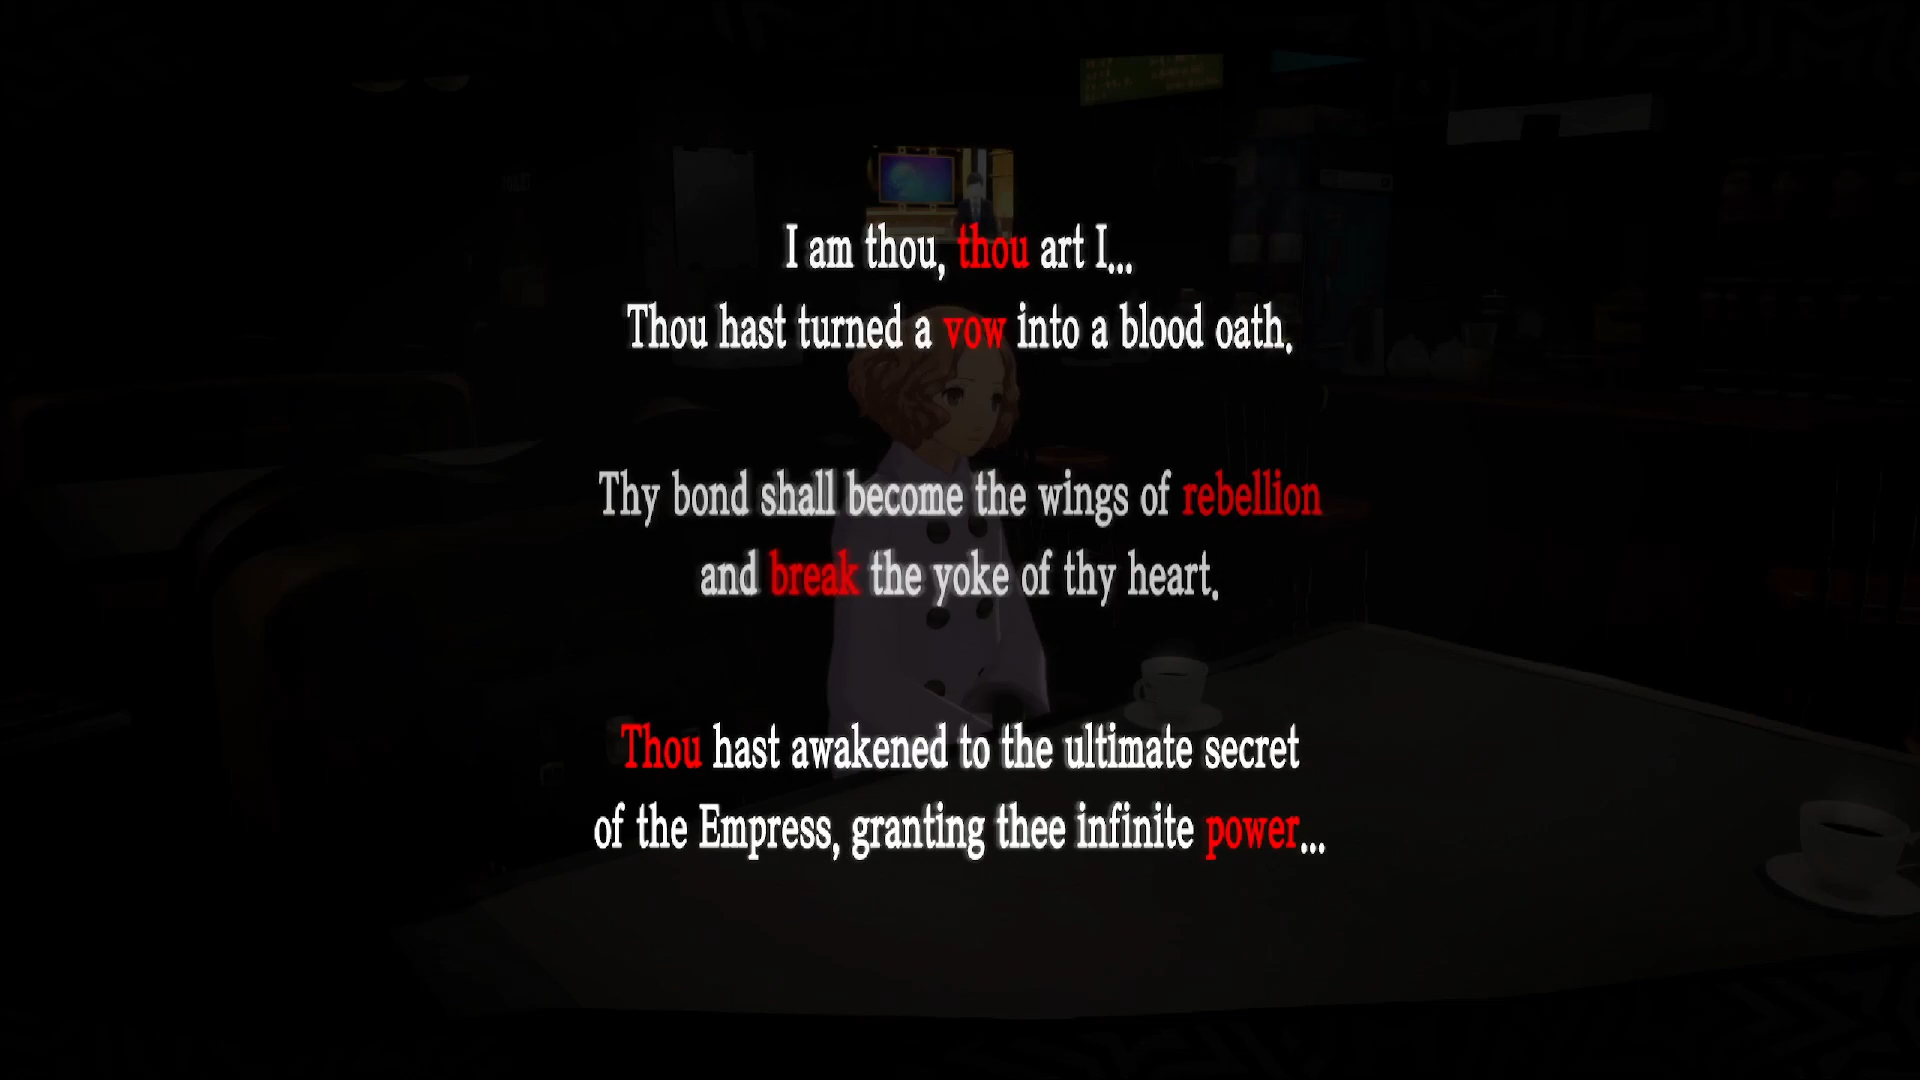 I am thou, thou art I...
Thou hast turned a vow into a blood oath.
Thy bond shall become the wings of rebellion
and break the yoke of thy heart.
Thou hast awakened to the ultimate secret
of the Empress, granting thee infinite power...